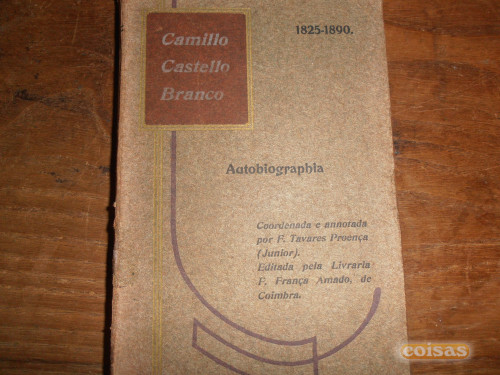 Camillo
Castello
Branco
1825-1890.
Autobiographia
Coordenada e annotada
por F. Tavares Proença
(Junior).
Editada pela Livraria
F. França Amado, de
Coimbra.
coisas